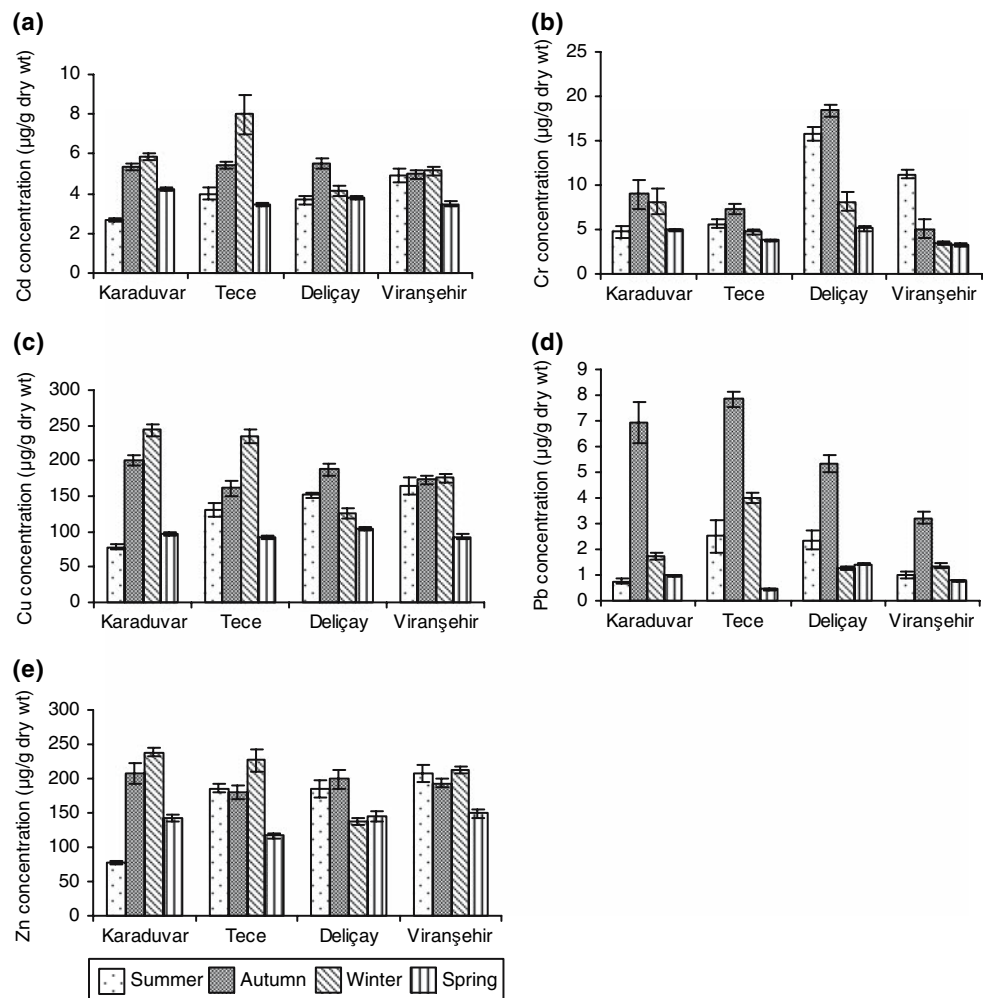 (a)
Cd concentration (µg/g dry wt)
10
8
6
4
2
0
Karaduvar Tece Deliçay Viranşehir
(b)
Cr concentration (µg/g dry wt)
25
20
15
10
5
0
Karaduvar Tece Deliçay Viranşehir
(c)
Cu concentration (µg/g dry wt)
300
250
200
150
100
50
0
Karaduvar Tece Deliçay Viranşehir
(d)
Pb concentration (µg/g dry wt)
9
8
7
6
5
4
3
2
1
0
Karaduvar Tece Deliçay Viranşehir
(e)
Zn concentration (µg/g dry wt)
300
250
200
150
100
50
0
Karaduvar Tece Deliçay Viranşehir
Summer Autumn Winter Spring